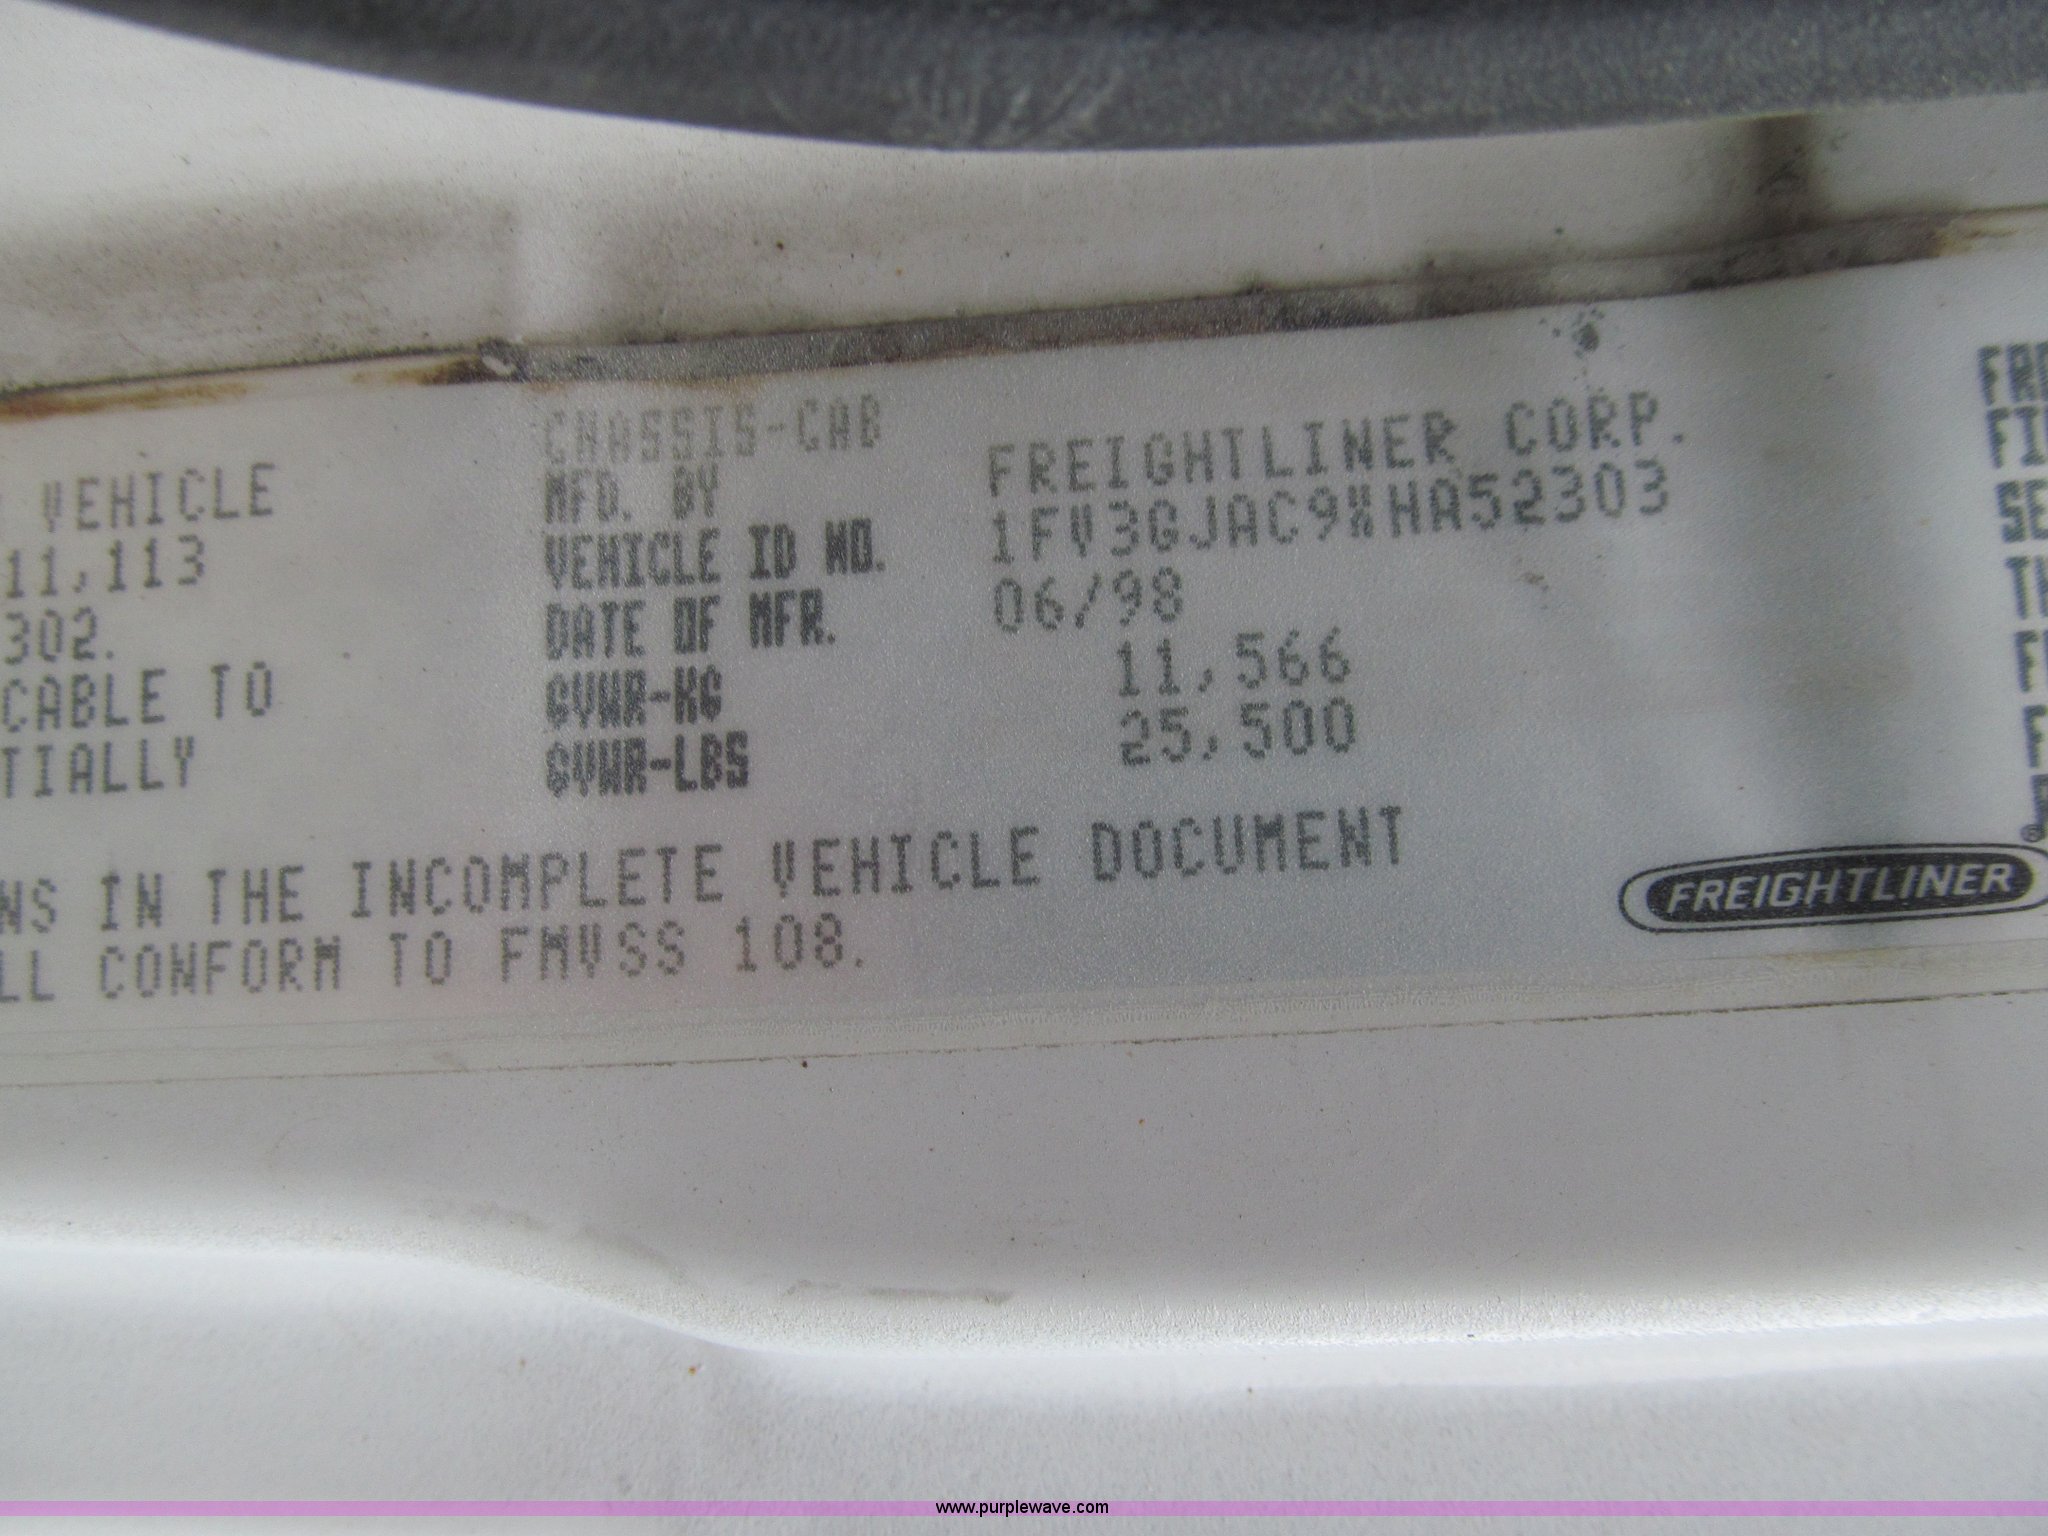 VEHICLE
11,113
302.
CABLE TO
TIALLY
CHASSIS-CAB
MFD. BY FREIGHTLINER CORP.
VEHICLE ID NO. 1FV3GJAC9WHA52303
DATE OF MFR. 06/98
GVWR-KG 11,566
GVWR-LBS 25,500
NS IN THE INCOMPLETE VEHICLE DOCUMENT
LL CONFORM TO FMVSS 108.
FREIGHTLINER
www.purplewave.com